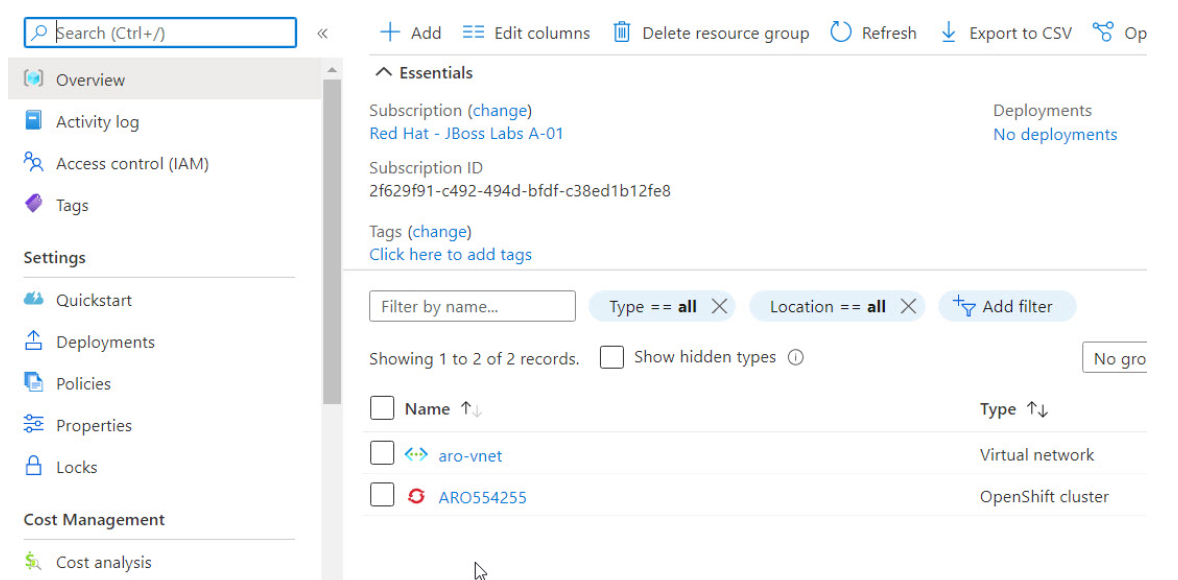 Search (Ctrl+/)
«
Overview
Activity log
Access control (IAM)
Tags
Settings
Quickstart
Deployments
Policies
Properties
Locks
Cost Management
Cost analysis
Add Edit columns Delete resource group Refresh Export to CSV Op
Essentials
Subscription (change)
Red Hat - JBoss Labs A-01
Subscription ID
2f629f91-c492-494d-bfdf-c38ed1b12fe8
Tags (change)
Click here to add tags
Deployments
No deployments
Filter by name... Type == all Location == all Add filter
Showing 1 to 2 of 2 records. Show hidden types No gro
Name Type
aro-vnet Virtual network
ARO554255 OpenShift cluster